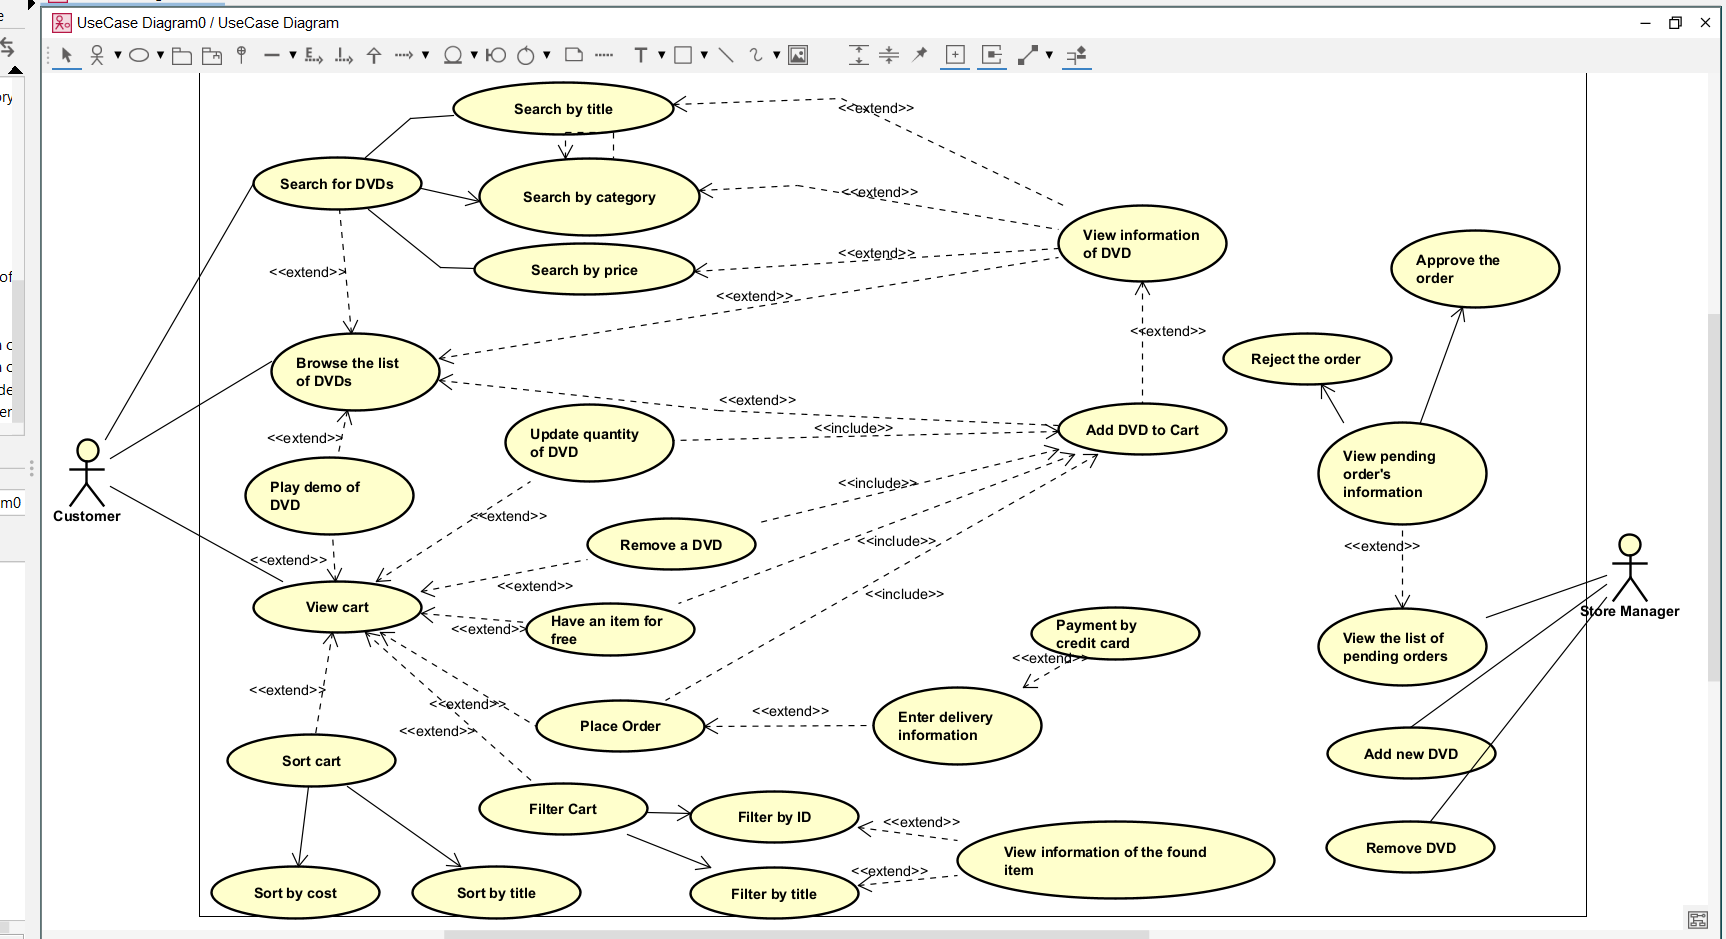 UseCase Diagram0 / UseCase Diagram
Search by title
<<extend>>
Search for DVDs
Search by category
<<extend>>
View information
of DVD
<<extend>>
Search by price
<<extend>>
<<extend>>
Approve the
order
<<extend>>
Reject the order
Browse the list
of DVDs
<<extend>>
Update quantity
of DVD
<<include>>
Add DVD to Cart
<<extend>>
View pending
order's
information
Play demo of
DVD
<<include>>
Customer
<<extend>>
<<extend>>
Remove a DVD
<<include>>
<<extend>>
<<extend>>
<<include>>
View cart
Have an item for
free
<<extend>>
Payment by
credit card
<<extend>>
Store Manager
View the list of
pending orders
<<extend>>
<<extend>>
<<extend>>
Place Order
<<extend>>
Enter delivery
information
Add new DVD
Sort cart
Filter Cart
Filter by ID
<<extend>>
View information of the found
item
<<extend>>
Remove DVD
Sort by cost
Sort by title
Filter by title
m0